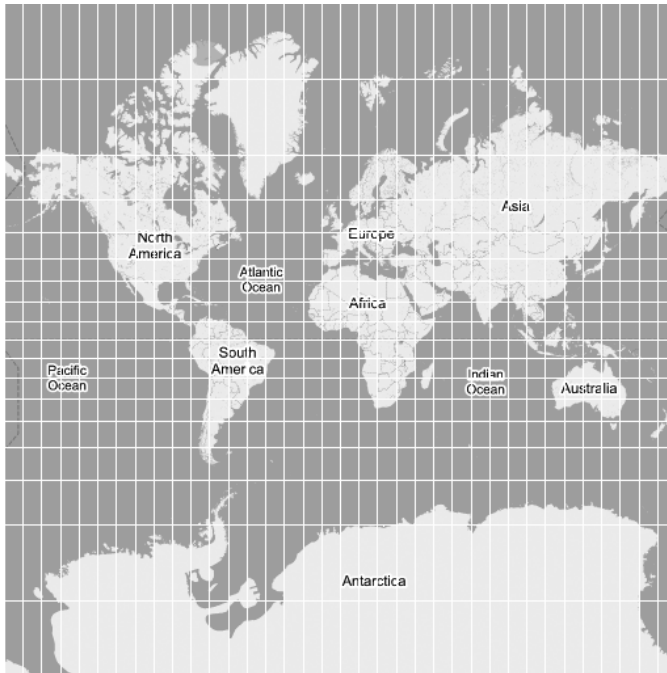 Asia
North
America
Europe
Atlantic
Ocean
Africa
South
America
Pacific
Ocean
Indian
Ocean
Australia
Antarctica